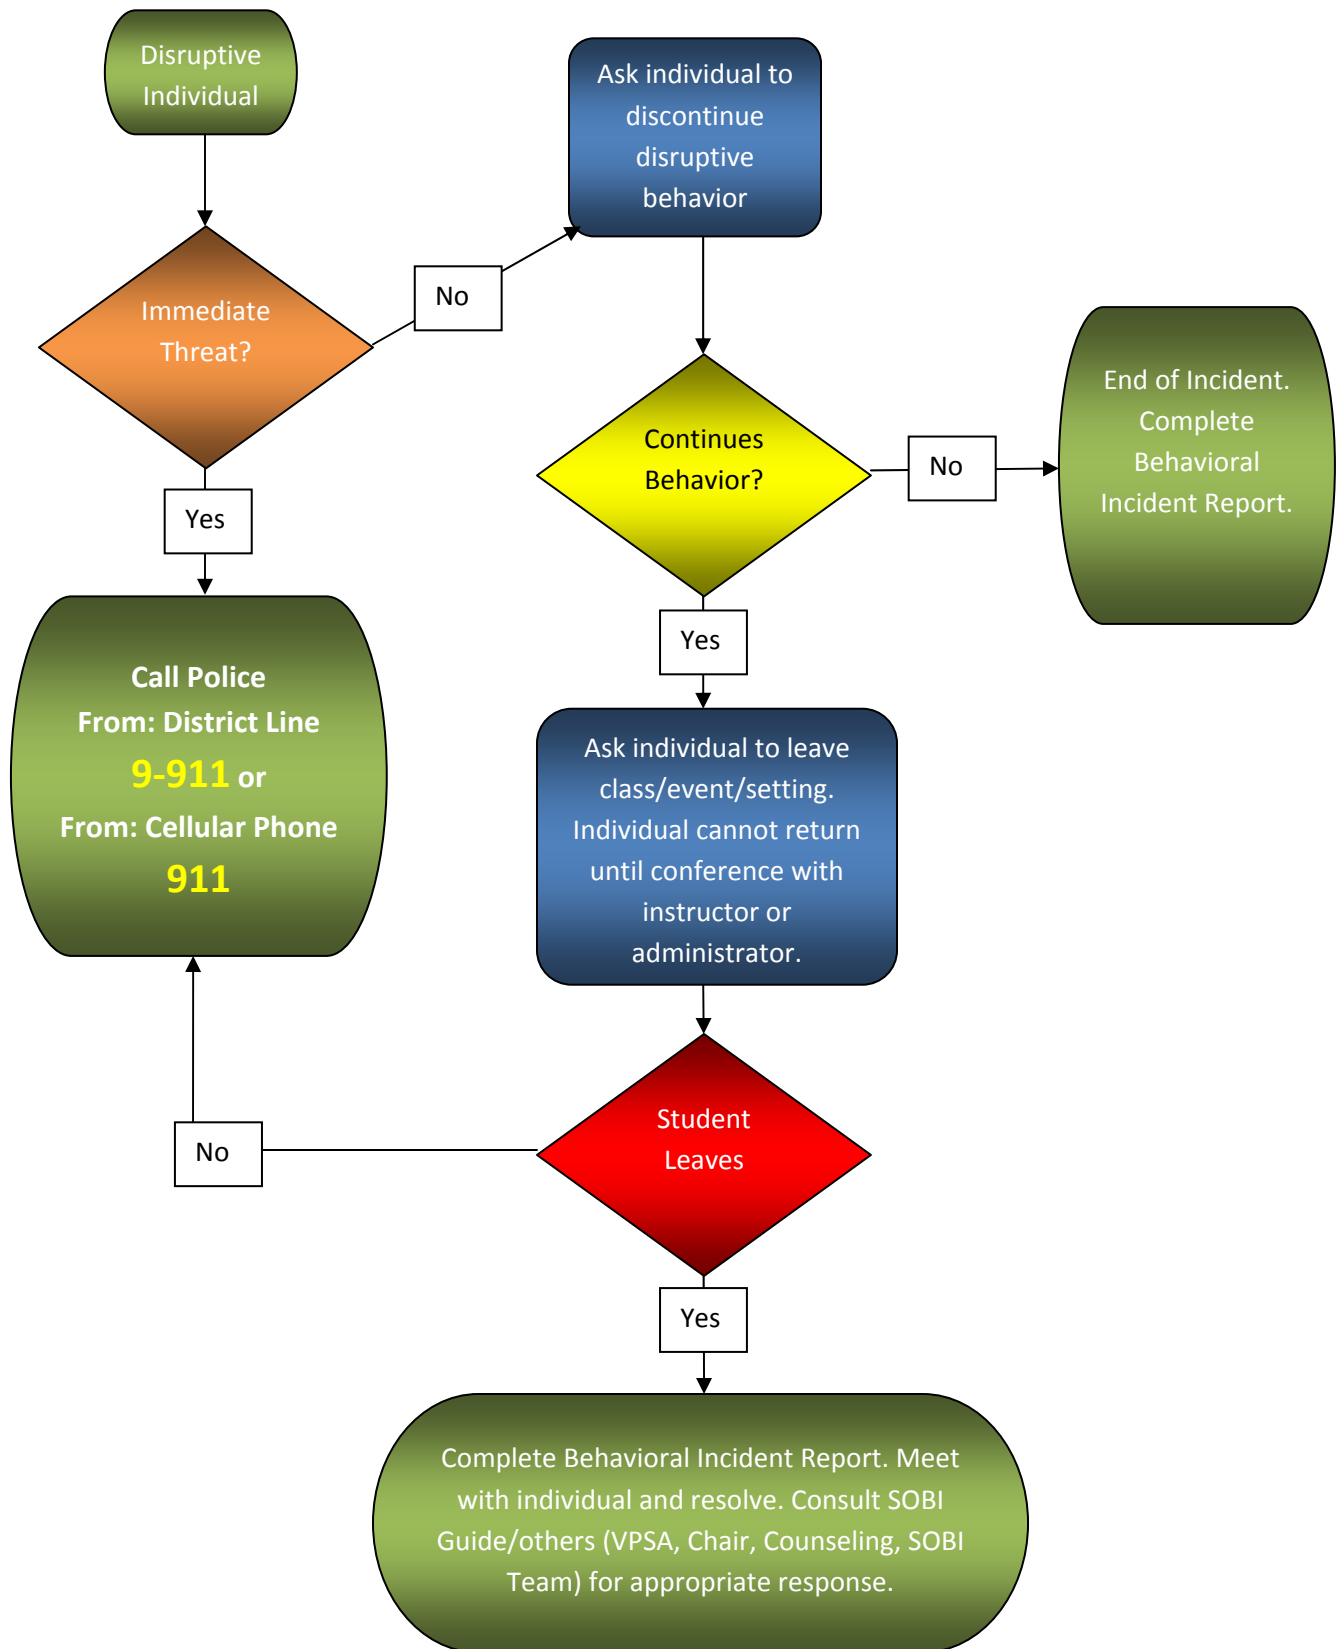 Disruptive
Individual
Ask individual to
discontinue
disruptive
behavior
No
Immediate
Threat?
End of Incident.
Complete
Behavioral
Incident Report.
Continues
Behavior?
No
Yes
Call Police
From: District Line
9-911 or
From: Cellular Phone
911
Yes
Ask individual to leave
class/event/setting.
Individual cannot return
until conference with
instructor or
administrator.
Student
Leaves
No
Yes
Complete Behavioral Incident Report. Meet
with individual and resolve. Consult SOBI
Guide/others (VPSA, Chair, Counseling, SOBI
Team) for appropriate response.